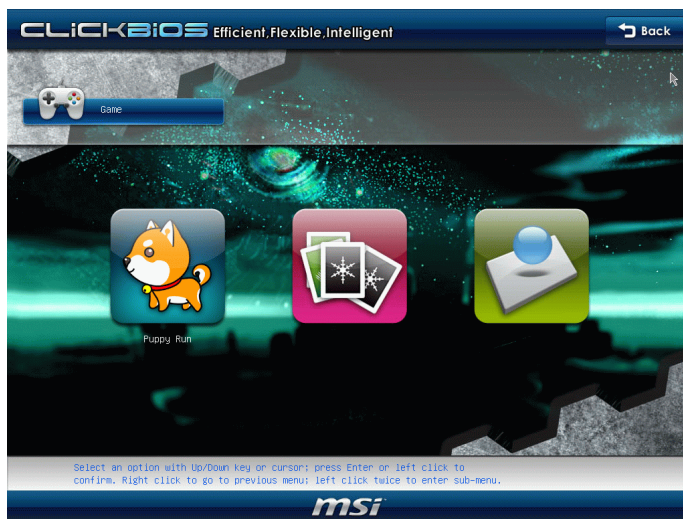 CLiCKBiOS Efficient,Flexible,Intelligent
Back
Game
Puppy Run
Select an option with Up/Down key or cursor; press Enter or left click to
confirm. Right click to go to previous menu; left click twice to enter sub-menu.
msi